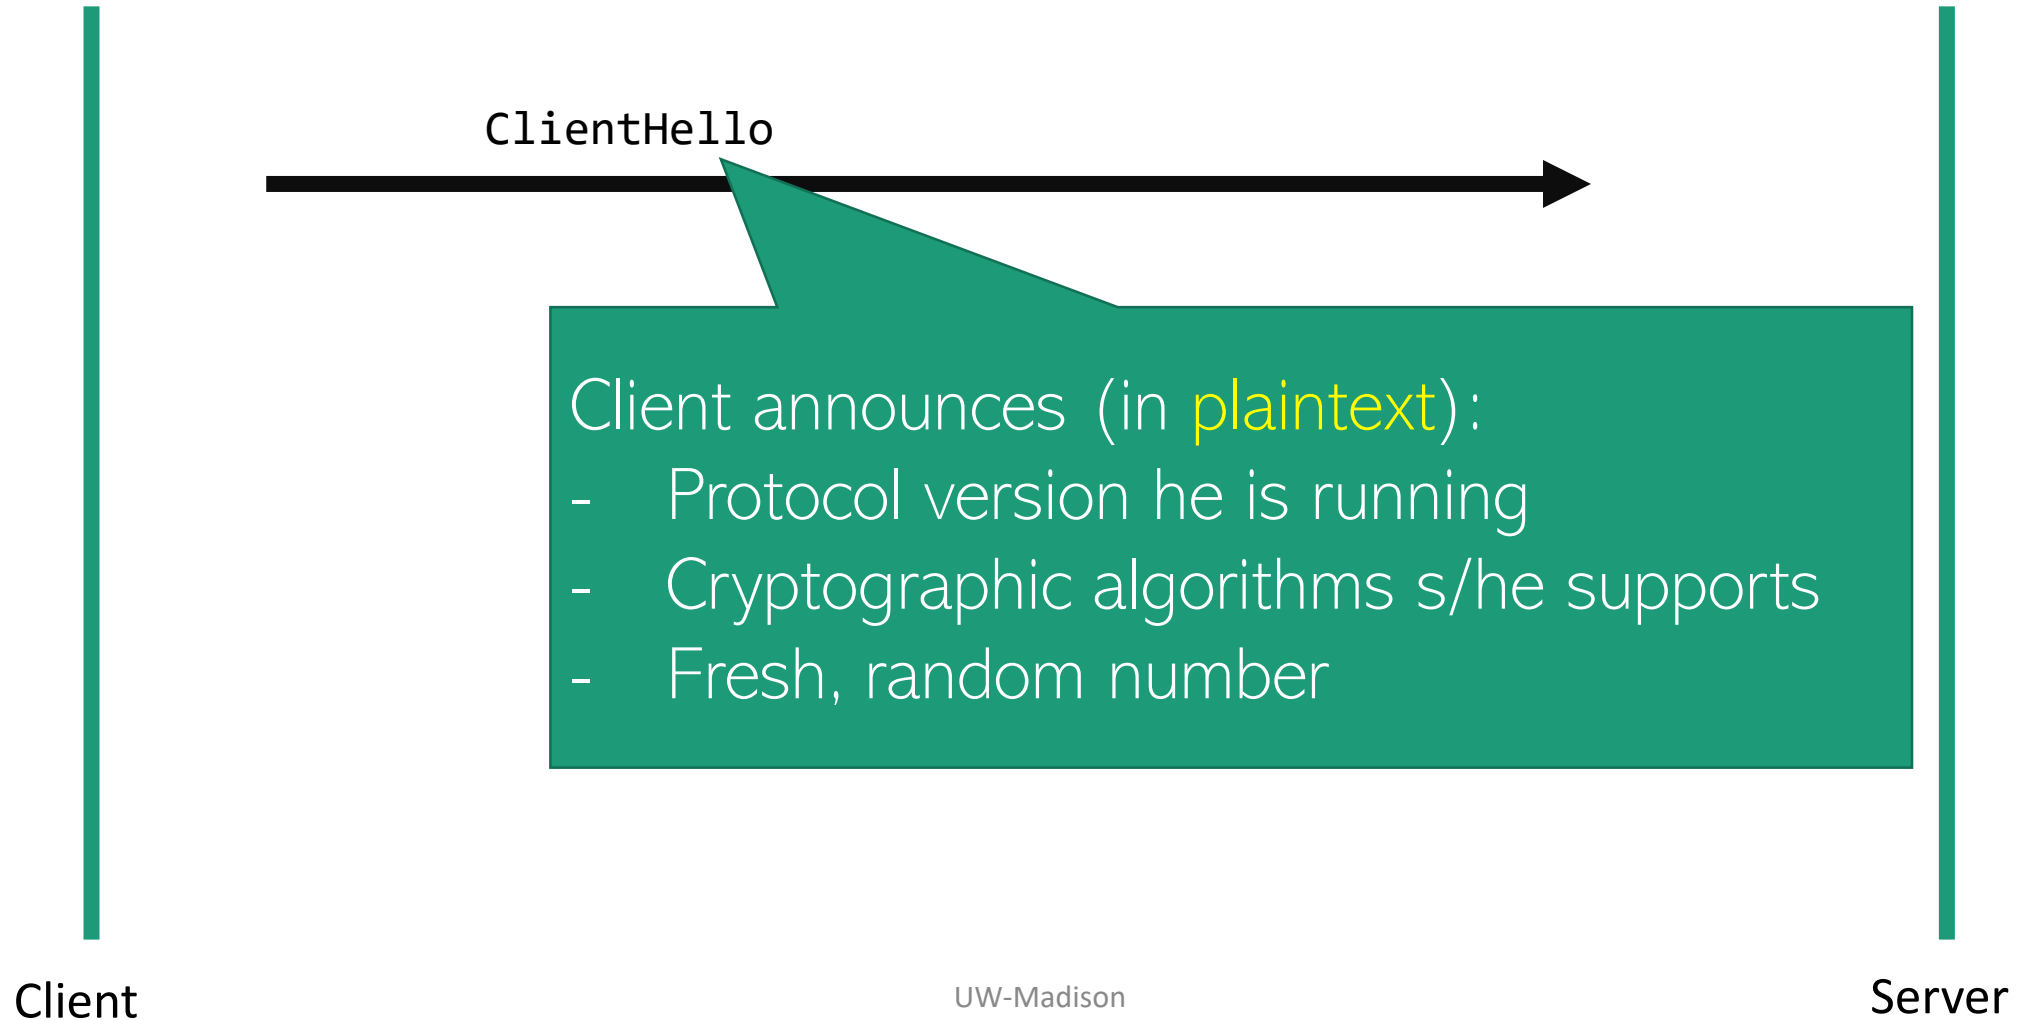 ClientHello
Client announces (in plaintext):
- Protocol version he is running
- Cryptographic algorithms s/he supports
- Fresh, random number
Client
UW-Madison
Server